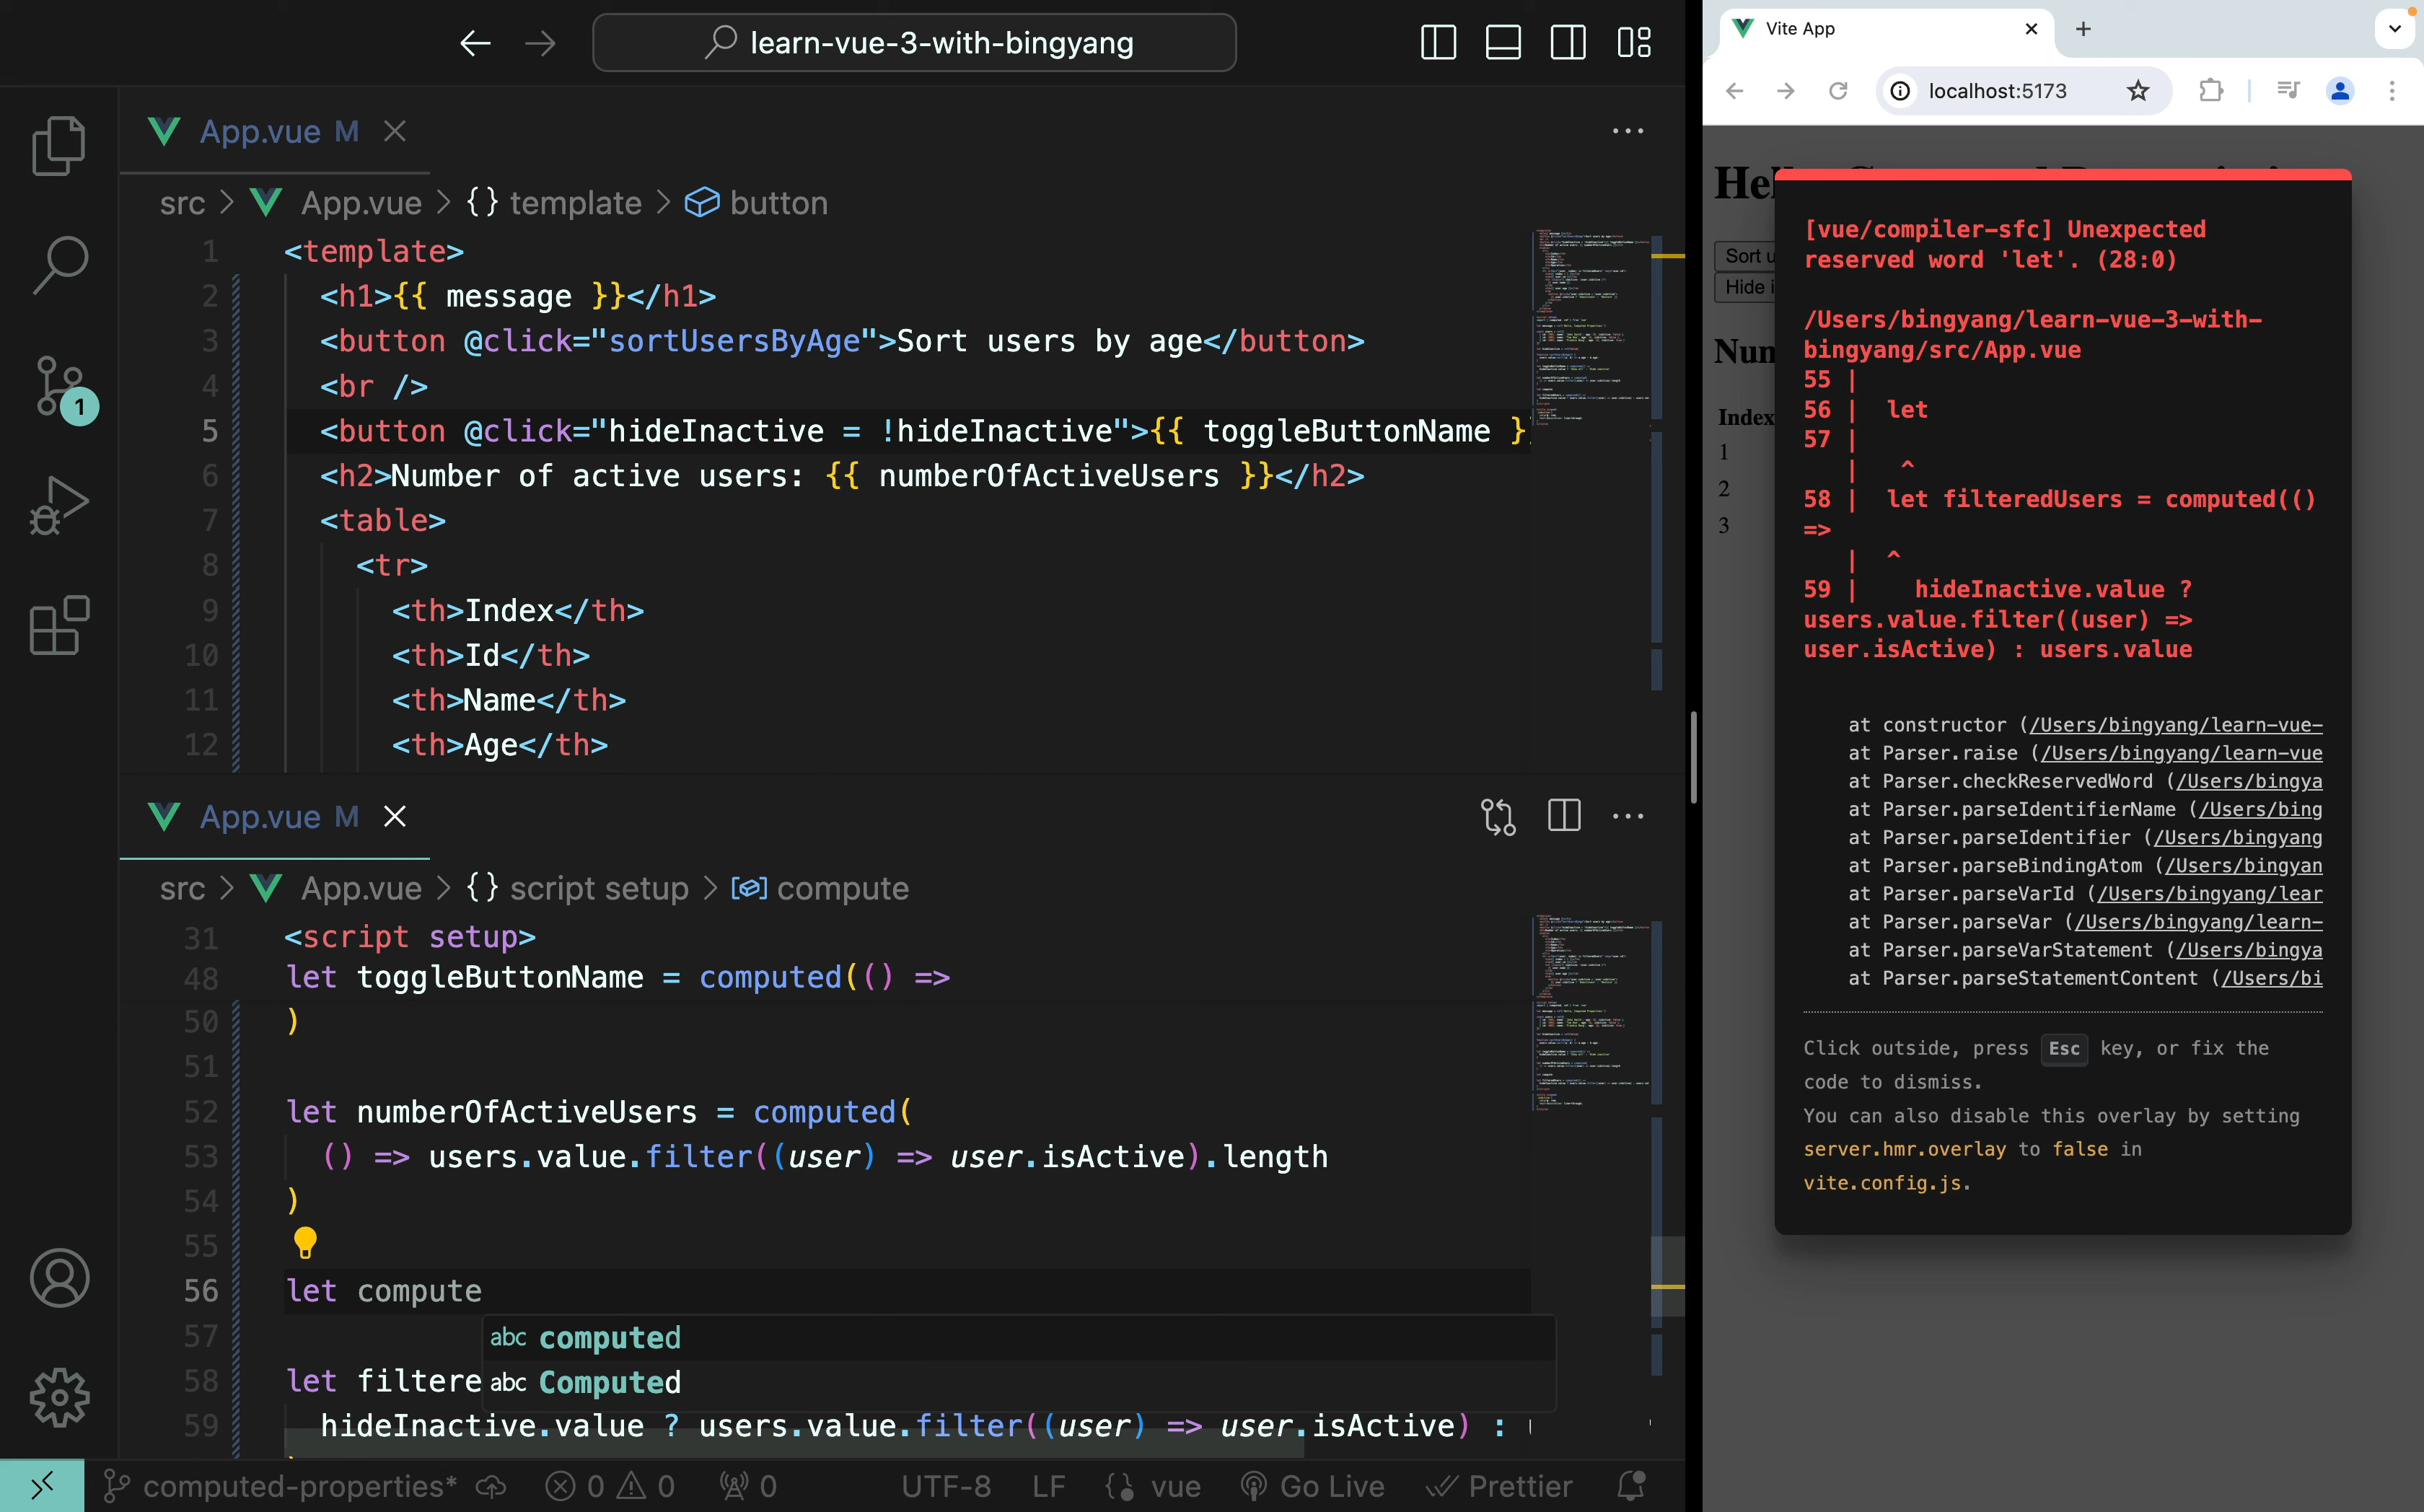 learn-vue-3-with-bingyang
App.vue M
src > App.vue > {} template > button
1 <template>
2 <h1>{{ message }}</h1>
3 <button @click="sortUsersByAge">Sort users by age</button>
4 <br />
5 <button @click="hideInactive = !hideInactive">{{ toggleButtonName }
6 <h2>Number of active users: {{ numberOfActiveUsers }}</h2>
7 <table>
8 <tr>
9 <th>Index</th>
10 <th>Id</th>
11 <th>Name</th>
12 <th>Age</th>
1
App.vue M
src > App.vue > {} script setup > compute
31 <script setup>
48 let toggleButtonName = computed(() =>
50 )
51
52 let numberOfActiveUsers = computed(
53 () => users.value.filter((user) => user.isActive).length
54 )
55
56 let compute
57 abc computed
58 let filtere abc Computed
59 hideInactive.value ? users.value.filter((user) => user.isActive) :
computed-properties* 0 0 0 UTF-8 LF {} vue Go Live Prettier
Vite App
localhost:5173
Sort u
Hide i
Num
Index
1
2
3
[vue/compiler-sfc] Unexpected
reserved word 'let'. (28:0)
/Users/bingyang/learn-vue-3-with-
bingyang/src/App.vue
55 |
56 | let
57 |
| ^
58 | let filteredUsers = computed(()
=>
| ^
59 | hideInactive.value ?
users.value.filter((user) =>
user.isActive) : users.value
at constructor (/Users/bingyang/learn-vue-
at Parser.raise (/Users/bingyang/learn-vue
at Parser.checkReservedWord (/Users/bingya
at Parser.parseIdentifierName (/Users/bing
at Parser.parseIdentifier (/Users/bingyang
at Parser.parseBindingAtom (/Users/bingyan
at Parser.parseVarId (/Users/bingyang/lear
at Parser.parseVar (/Users/bingyang/learn-
at Parser.parseVarStatement (/Users/bingya
at Parser.parseStatementContent (/Users/bi
Click outside, press Esc key, or fix the
code to dismiss.
You can also disable this overlay by setting
server.hmr.overlay to false in
vite.config.js.